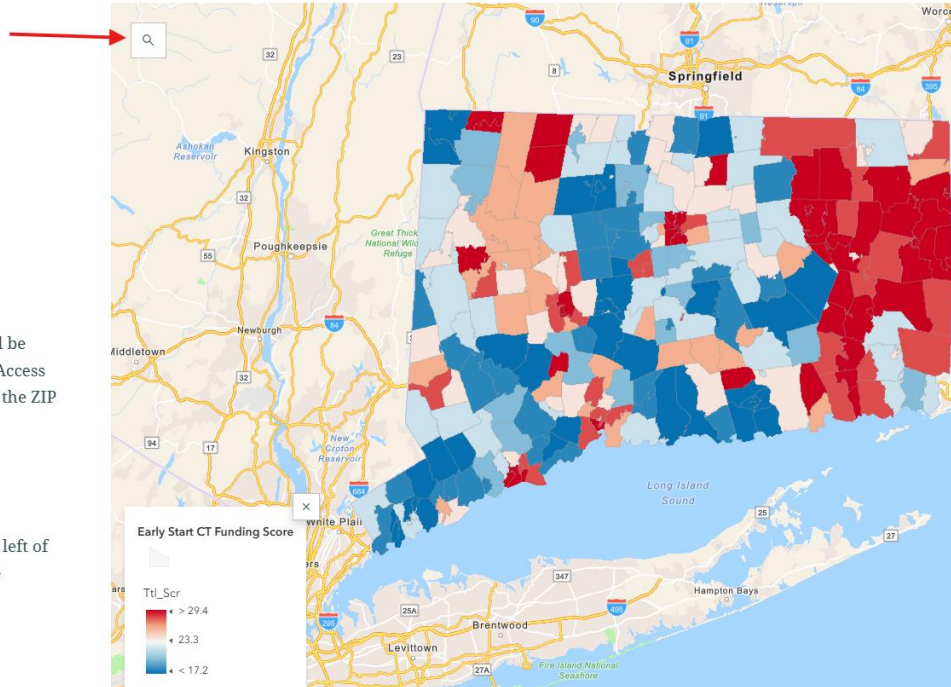 Worce
90
91
32
23
8
Springfield
84
395
91
Ashokan
Reservoir
Kingston
32
Great Thick
National Wild
Refuge
Poughkeepsie
55
l be
Access
the ZIP
Newburgh
84
Middletown
32
94
17
New
Croton
Reservoir
684
left of
Long Island
Sound
×
White Plai
Early Start CT Funding Score
25
27
ers
Ttl_Scr
347
Hampton Bays
> 29.4
25A
495
295
23.3
Brentwood
Levittown
< 17.2
27A
Fire Island National
Seashore